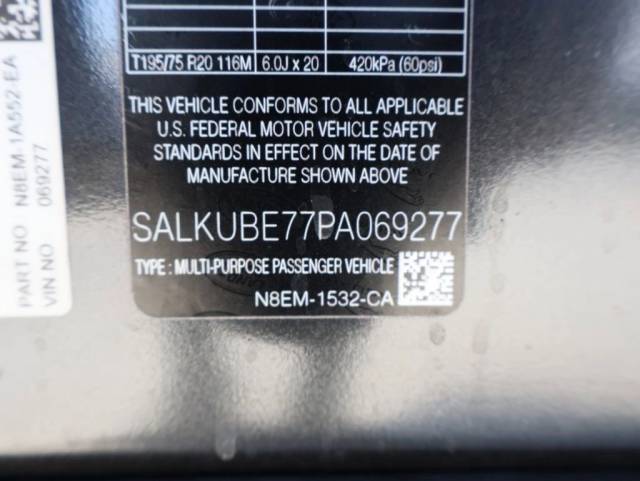 T195/75 R20 116M 6.0J x 20 420kPa (60psi)
THIS VEHICLE CONFORMS TO ALL APPLICABLE
U.S. FEDERAL MOTOR VEHICLE SAFETY
STANDARDS IN EFFECT ON THE DATE OF
MANUFACTURE SHOWN ABOVE
SALKUBE77PA069277
TYPE : MULTI-PURPOSE PASSENGER VEHICLE
N8EM-1532-CA
PART NO N8EM-1A552-EA
VIN NO 069277